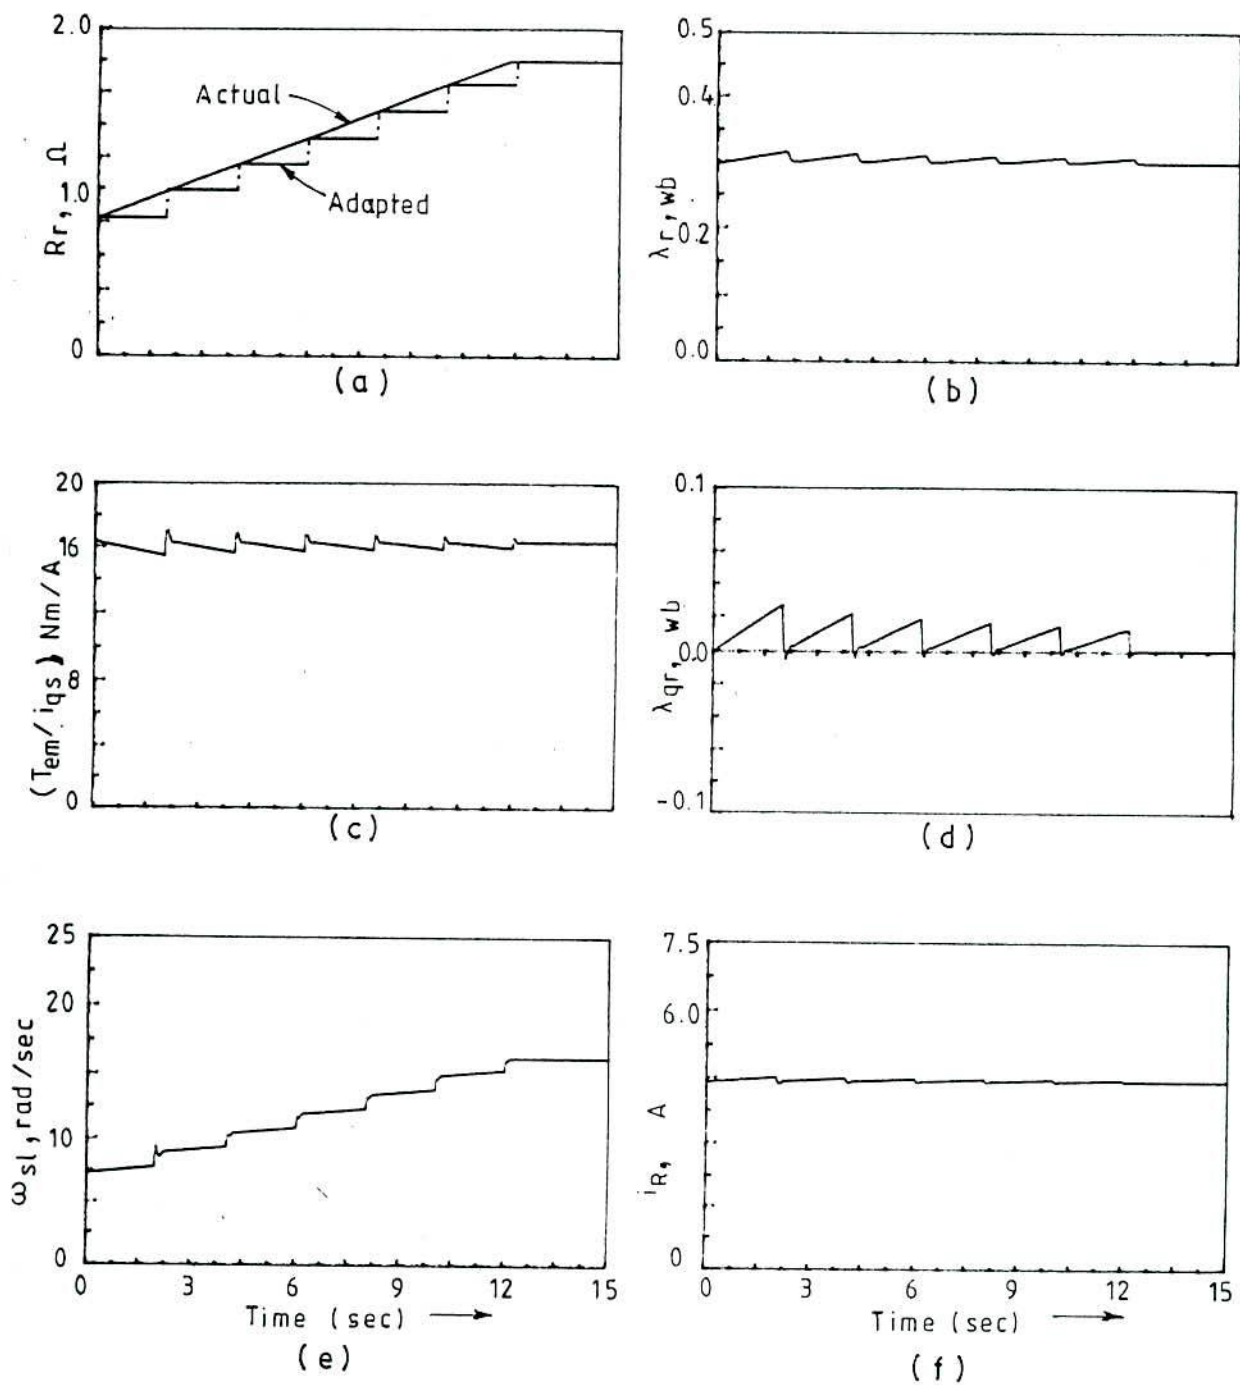 2.0
Actual
Rr, Ω
1.0
Adapted
0
(a)
0.5
0.4
λr, wb
0.2
0.0
(b)
20
16
(Tem/iqs) Nm/A
8
0
(c)
0.1
λqr, wb
0.0
-0.1
(d)
25
20
ωsl, rad/sec
10
0
0 3 6 9 12 15
Time (sec)
(e)
7.5
6.0
iR, A
0
0 3 6 9 12 15
Time (sec)
(f)